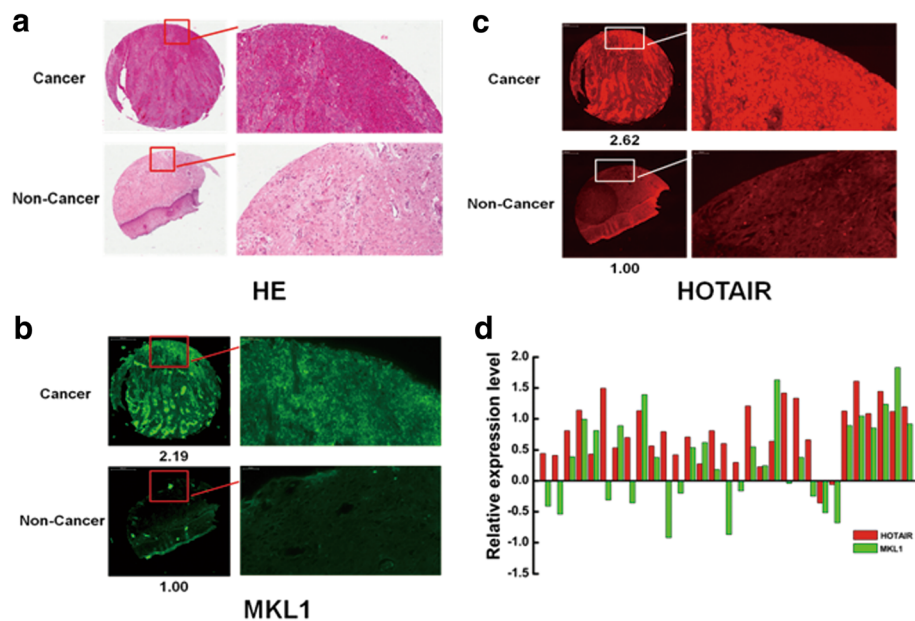 a
Cancer
Non-Cancer
HE
b
Cancer
2.19
Non-Cancer
1.00
MKL1
c
Cancer
2.62
Non-Cancer
1.00
HOTAIR
d
Relative expression level
2.0
1.5
1.0
0.5
0.0
-0.5
-1.0
-1.5
HOTAIR
MKL1